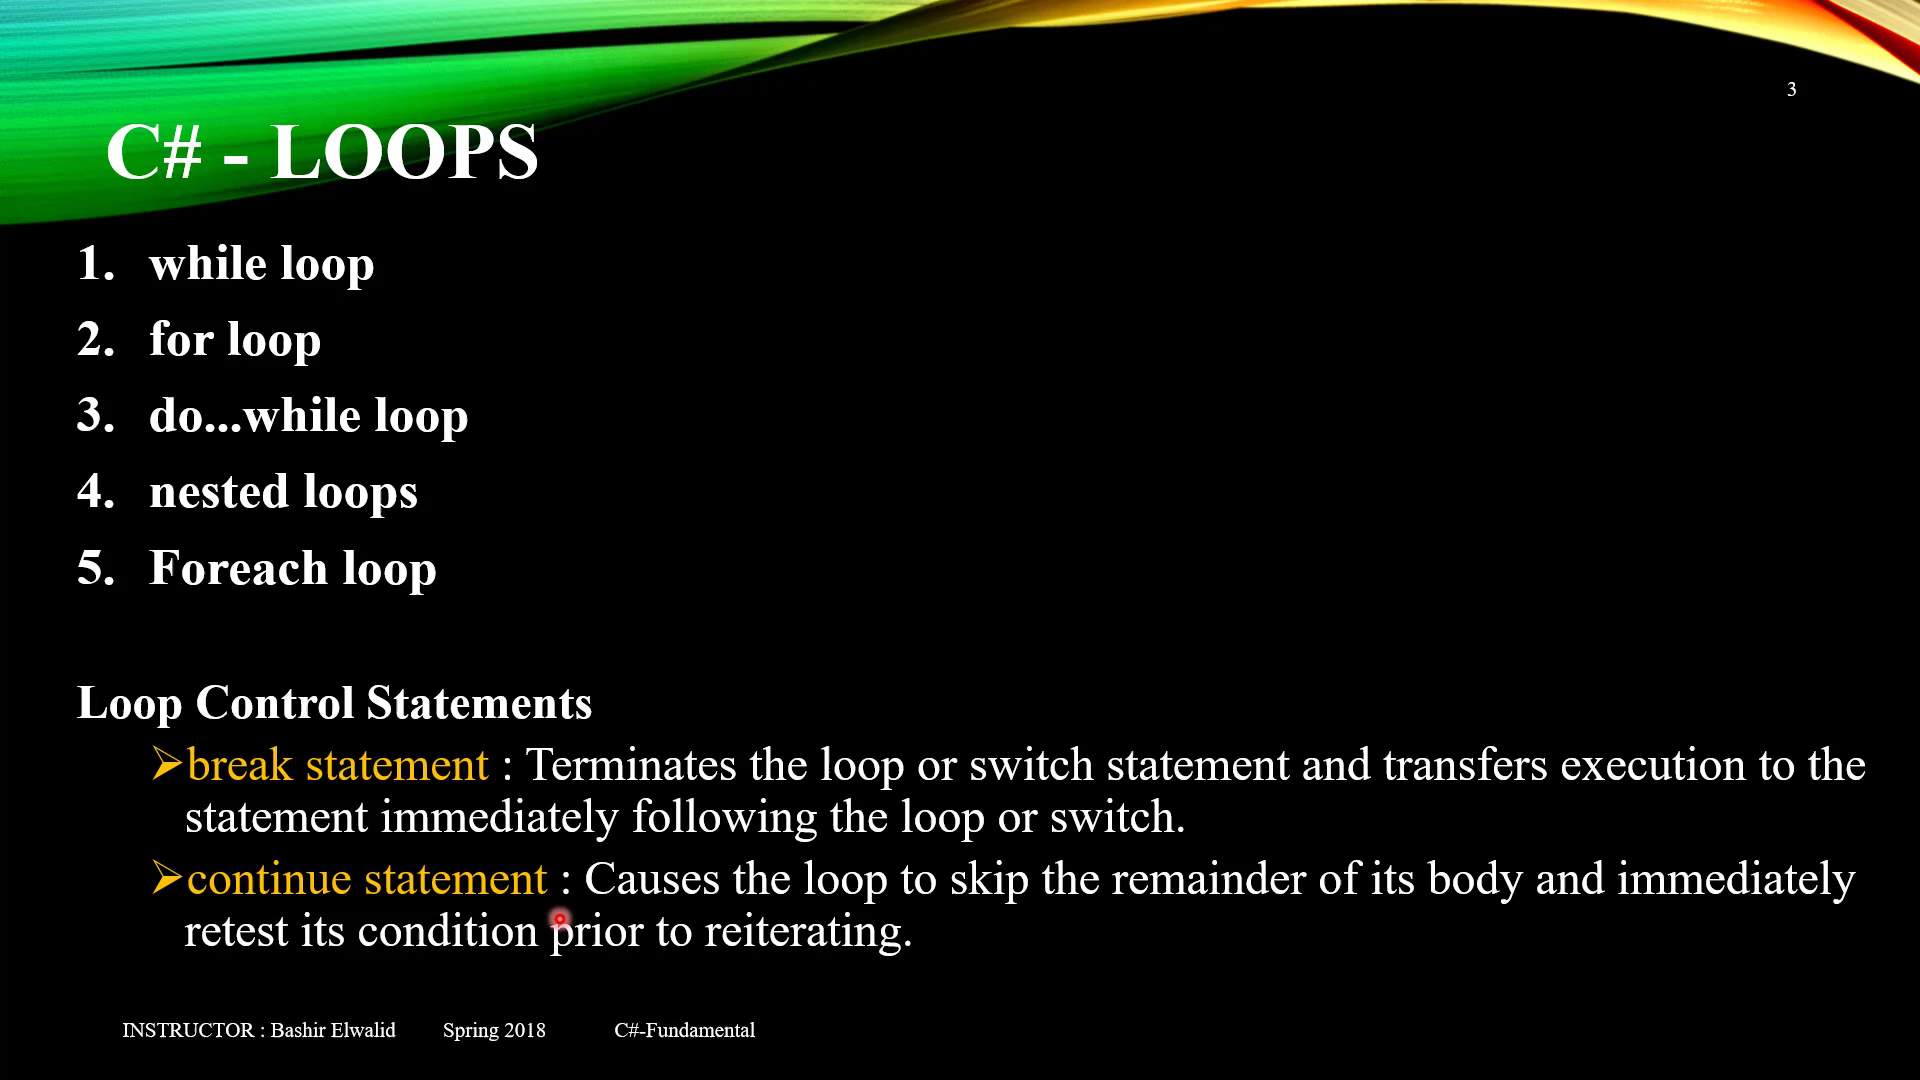 3
C# - LOOPS
1. while loop
2. for loop
3. do...while loop
4. nested loops
5. Foreach loop
Loop Control Statements
➢break statement : Terminates the loop or switch statement and transfers execution to the
statement immediately following the loop or switch.
➢continue statement : Causes the loop to skip the remainder of its body and immediately
retest its condition prior to reiterating.
INSTRUCTOR : Bashir Elwalid Spring 2018 C#-Fundamental